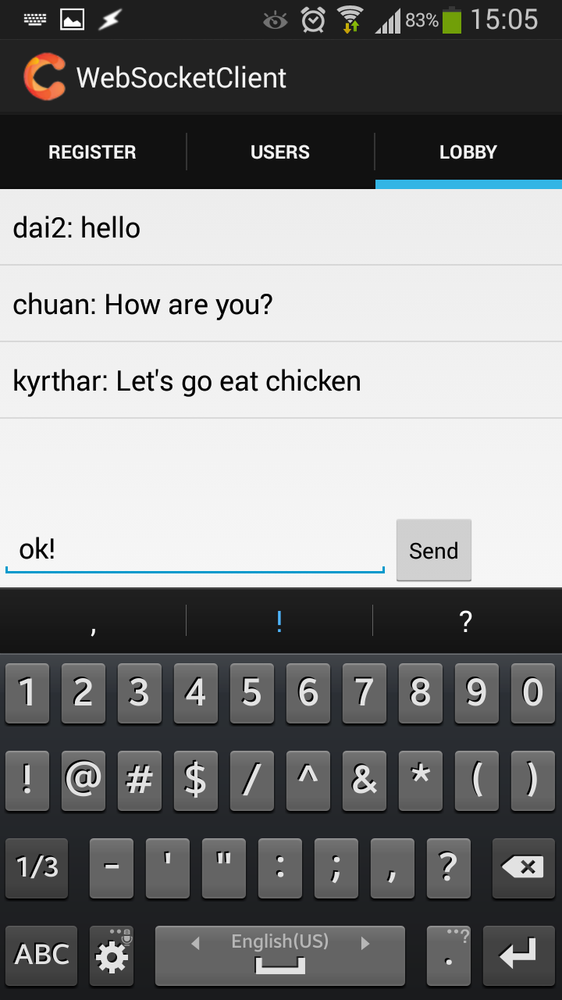 83% 15:05
WebSocketClient
REGISTER USERS LOBBY
dai2: hello
chuan: How are you?
kyrthar: Let's go eat chicken
ok! Send
, ! ?
1 2 3 4 5 6 7 8 9 0
! @ # $ / ^ & * ( )
1/3 - ' " : ; , ?
ABC English(US) . ?